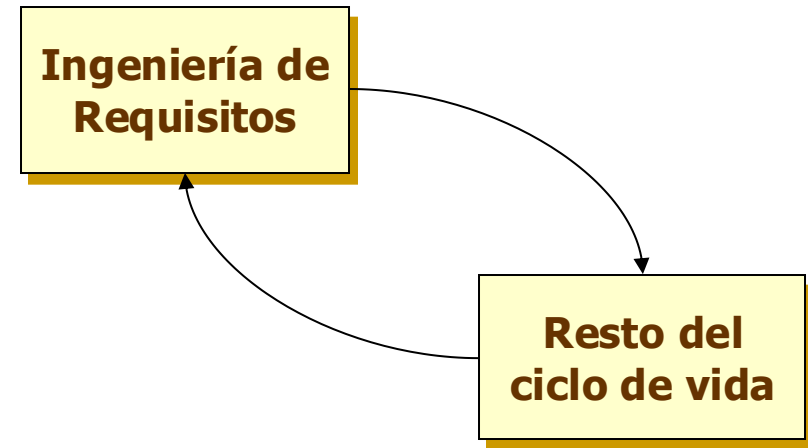 Ingeniería de
Requisitos
Resto del
ciclo de vida